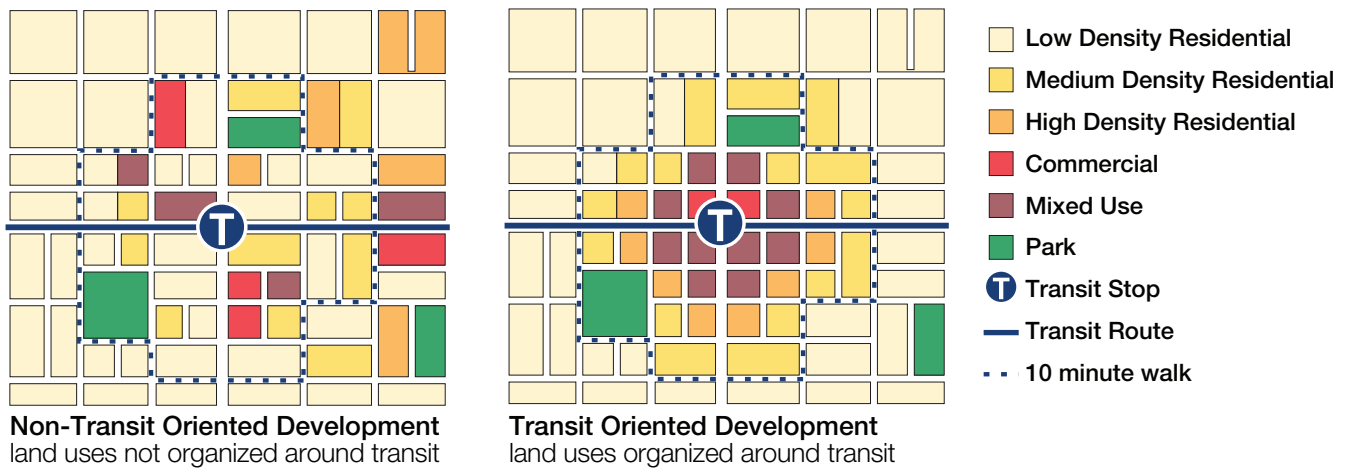 T
T
Non-Transit Oriented Development
land uses not organized around transit
Transit Oriented Development
land uses organized around transit
Low Density Residential
Medium Density Residential
High Density Residential
Commercial
Mixed Use
Park
T Transit Stop
Transit Route
10 minute walk